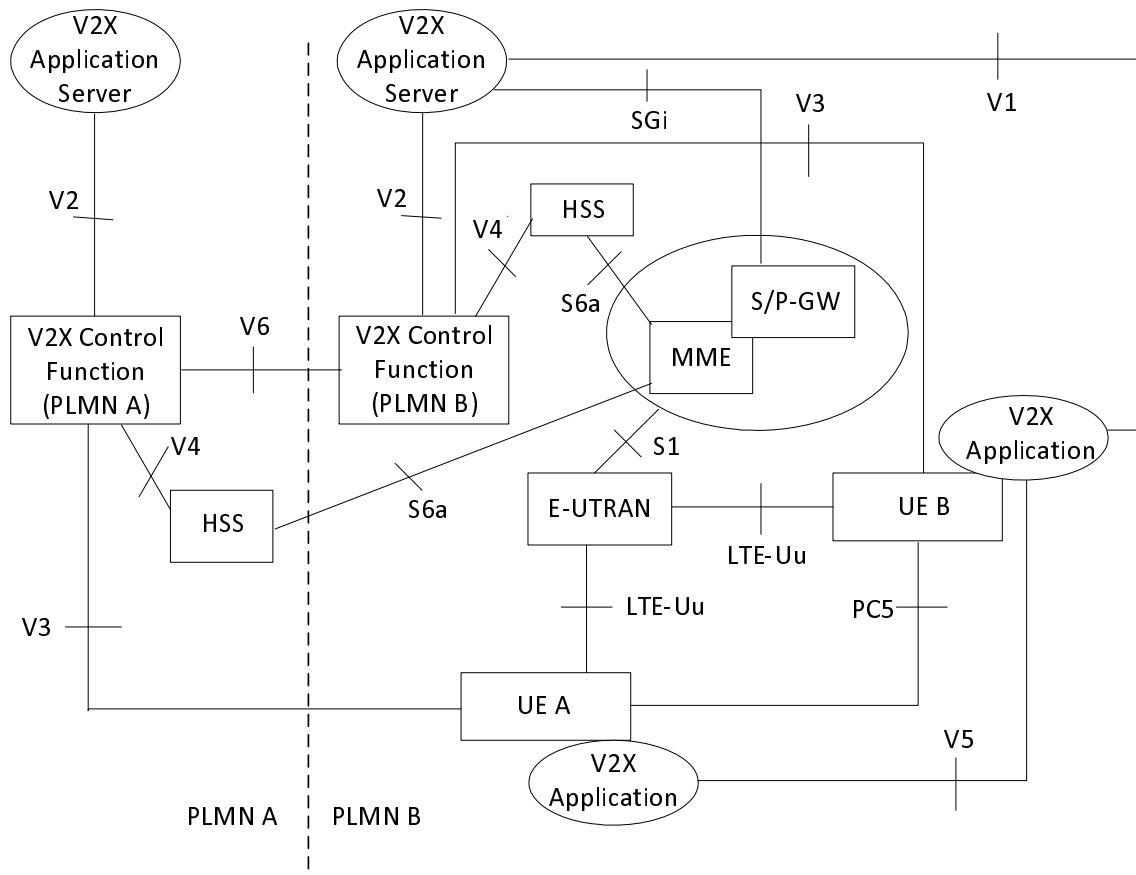 V2X
Application
Server
V2X
Application
Server
V1
SGi
V3
V2
V2
V4
HSS
S6a
S/P-GW
MME
V6
V2X Control
Function
(PLMN A)
V2X Control
Function
(PLMN B)
V2X
Application
V4
S1
S6a
HSS
E-UTRAN
UE B
LTE-Uu
LTE-Uu
PC5
V3
UE A
V5
V2X
Application
PLMN A
PLMN B